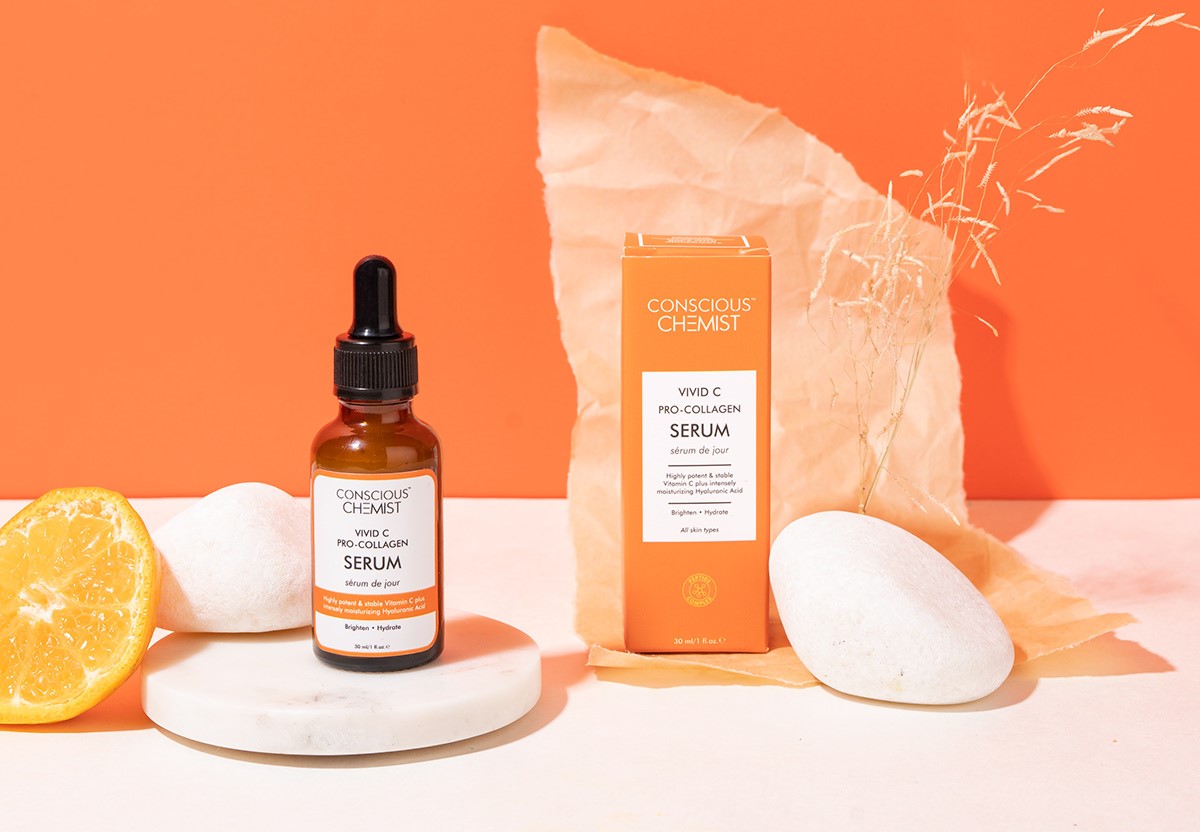 CONSCIOUS™
CHEMIST
VIVID C
PRO-COLLAGEN
SERUM
sérum de jour
Highly potent & stable Vitamin C plus
intensely moisturizing Hyaluronic Acid
Brighten • Hydrate
30 ml/1 fl.oz. ℮
CONSCIOUS™
CHEMIST
VIVID C
PRO-COLLAGEN
SERUM
sérum de jour
Highly potent & stable
Vitamin C plus intensely
moisturizing Hyaluronic Acid
Brighten • Hydrate
All skin types
PEPTIDE
COMPLEX
30 ml/1 fl.oz. ℮